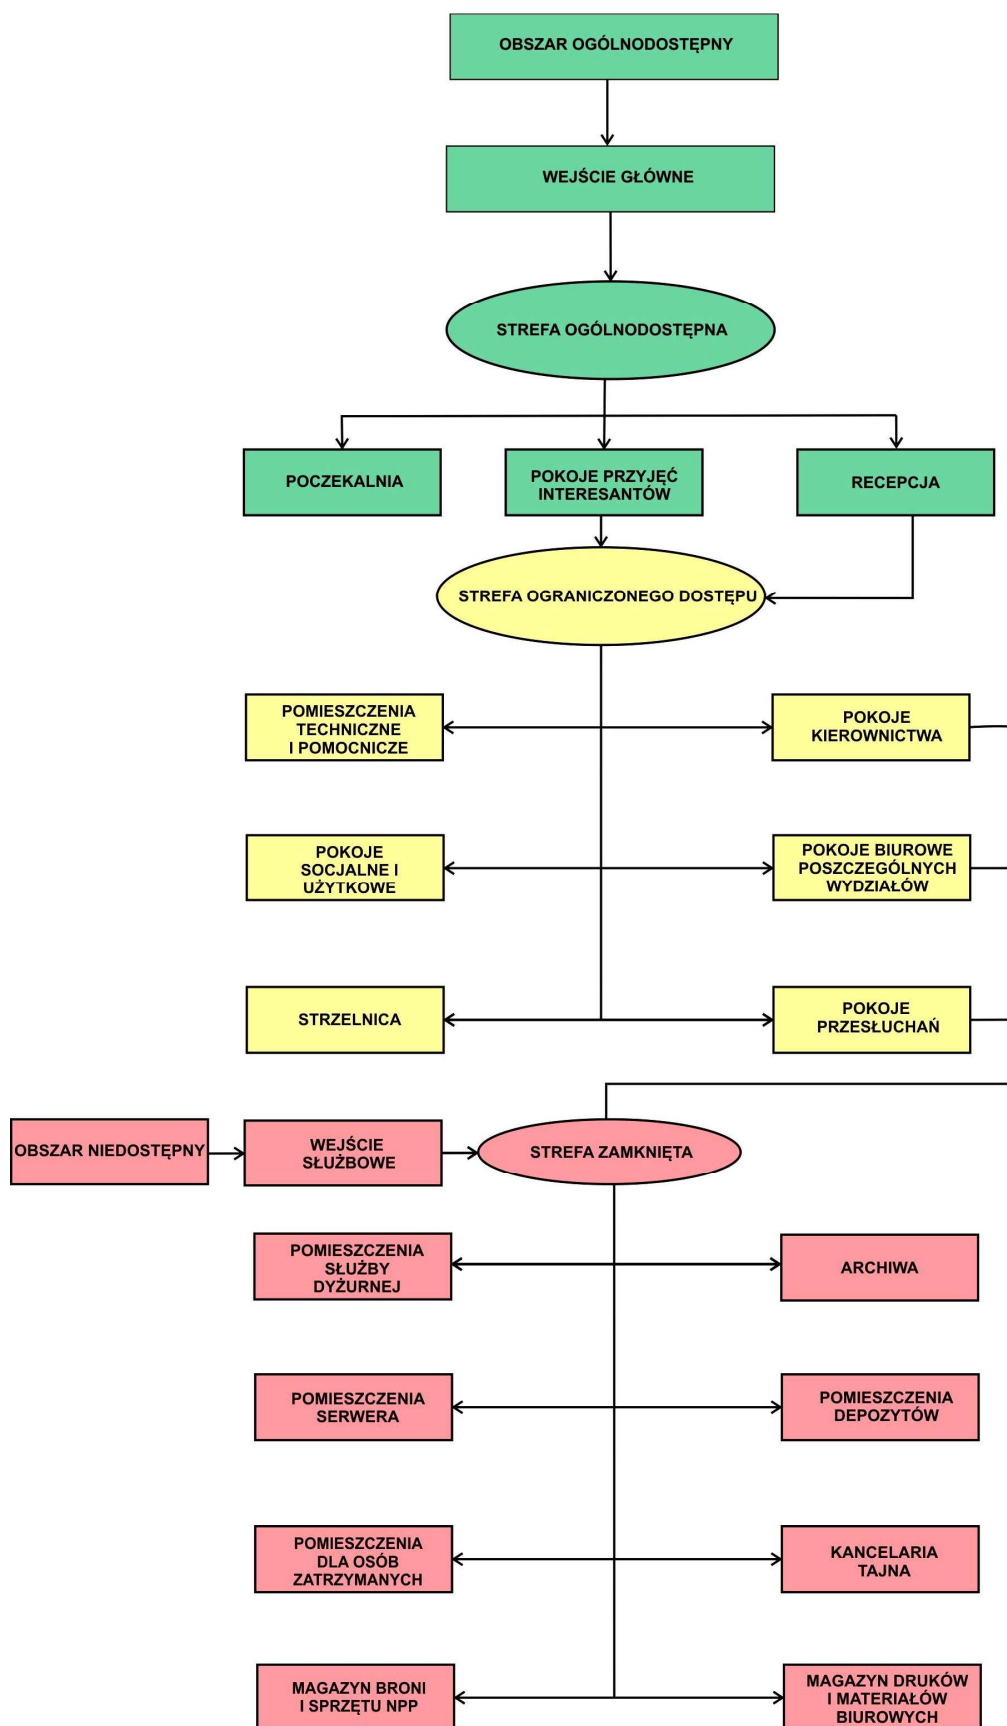 OBSZAR OGÓLNODOSTĘPNY
WEJŚCIE GŁÓWNE
STREFA OGÓLNODOSTĘPNA
POCZEKALNIA
POKOJE PRZYJĘĆ
INTERESANTÓW
RECEPCJA
STREFA OGRANICZONEGO DOSTĘPU
POMIESZCZENIA
TECHNICZNE
I POMOCNICZE
POKOJE
KIEROWNICTWA
POKOJE
SOCJALNE I
UŻYTKOWE
POKOJE BIUROWE
POSZCZEGÓLNYCH
WYDZIAŁÓW
STRZELNICA
POKOJE
PRZESŁUCHAŃ
OBSZAR NIEDOSTĘPNY
WEJŚCIE
SŁUŻBOWE
STREFA ZAMKNIĘTA
POMIESZCZENIA
SŁUŻBY
DYŻURNEJ
ARCHIWA
POMIESZCZENIA
SERWERA
POMIESZCZENIA
DEPOZYTÓW
POMIESZCZENIA
DLA OSÓB
ZATRZYMANYCH
KANCELARIA
TAJNA
MAGAZYN BRONI
I SPRZĘTU NPP
MAGAZYN DRUKÓW
I MATERIAŁÓW
BIUROWYCH